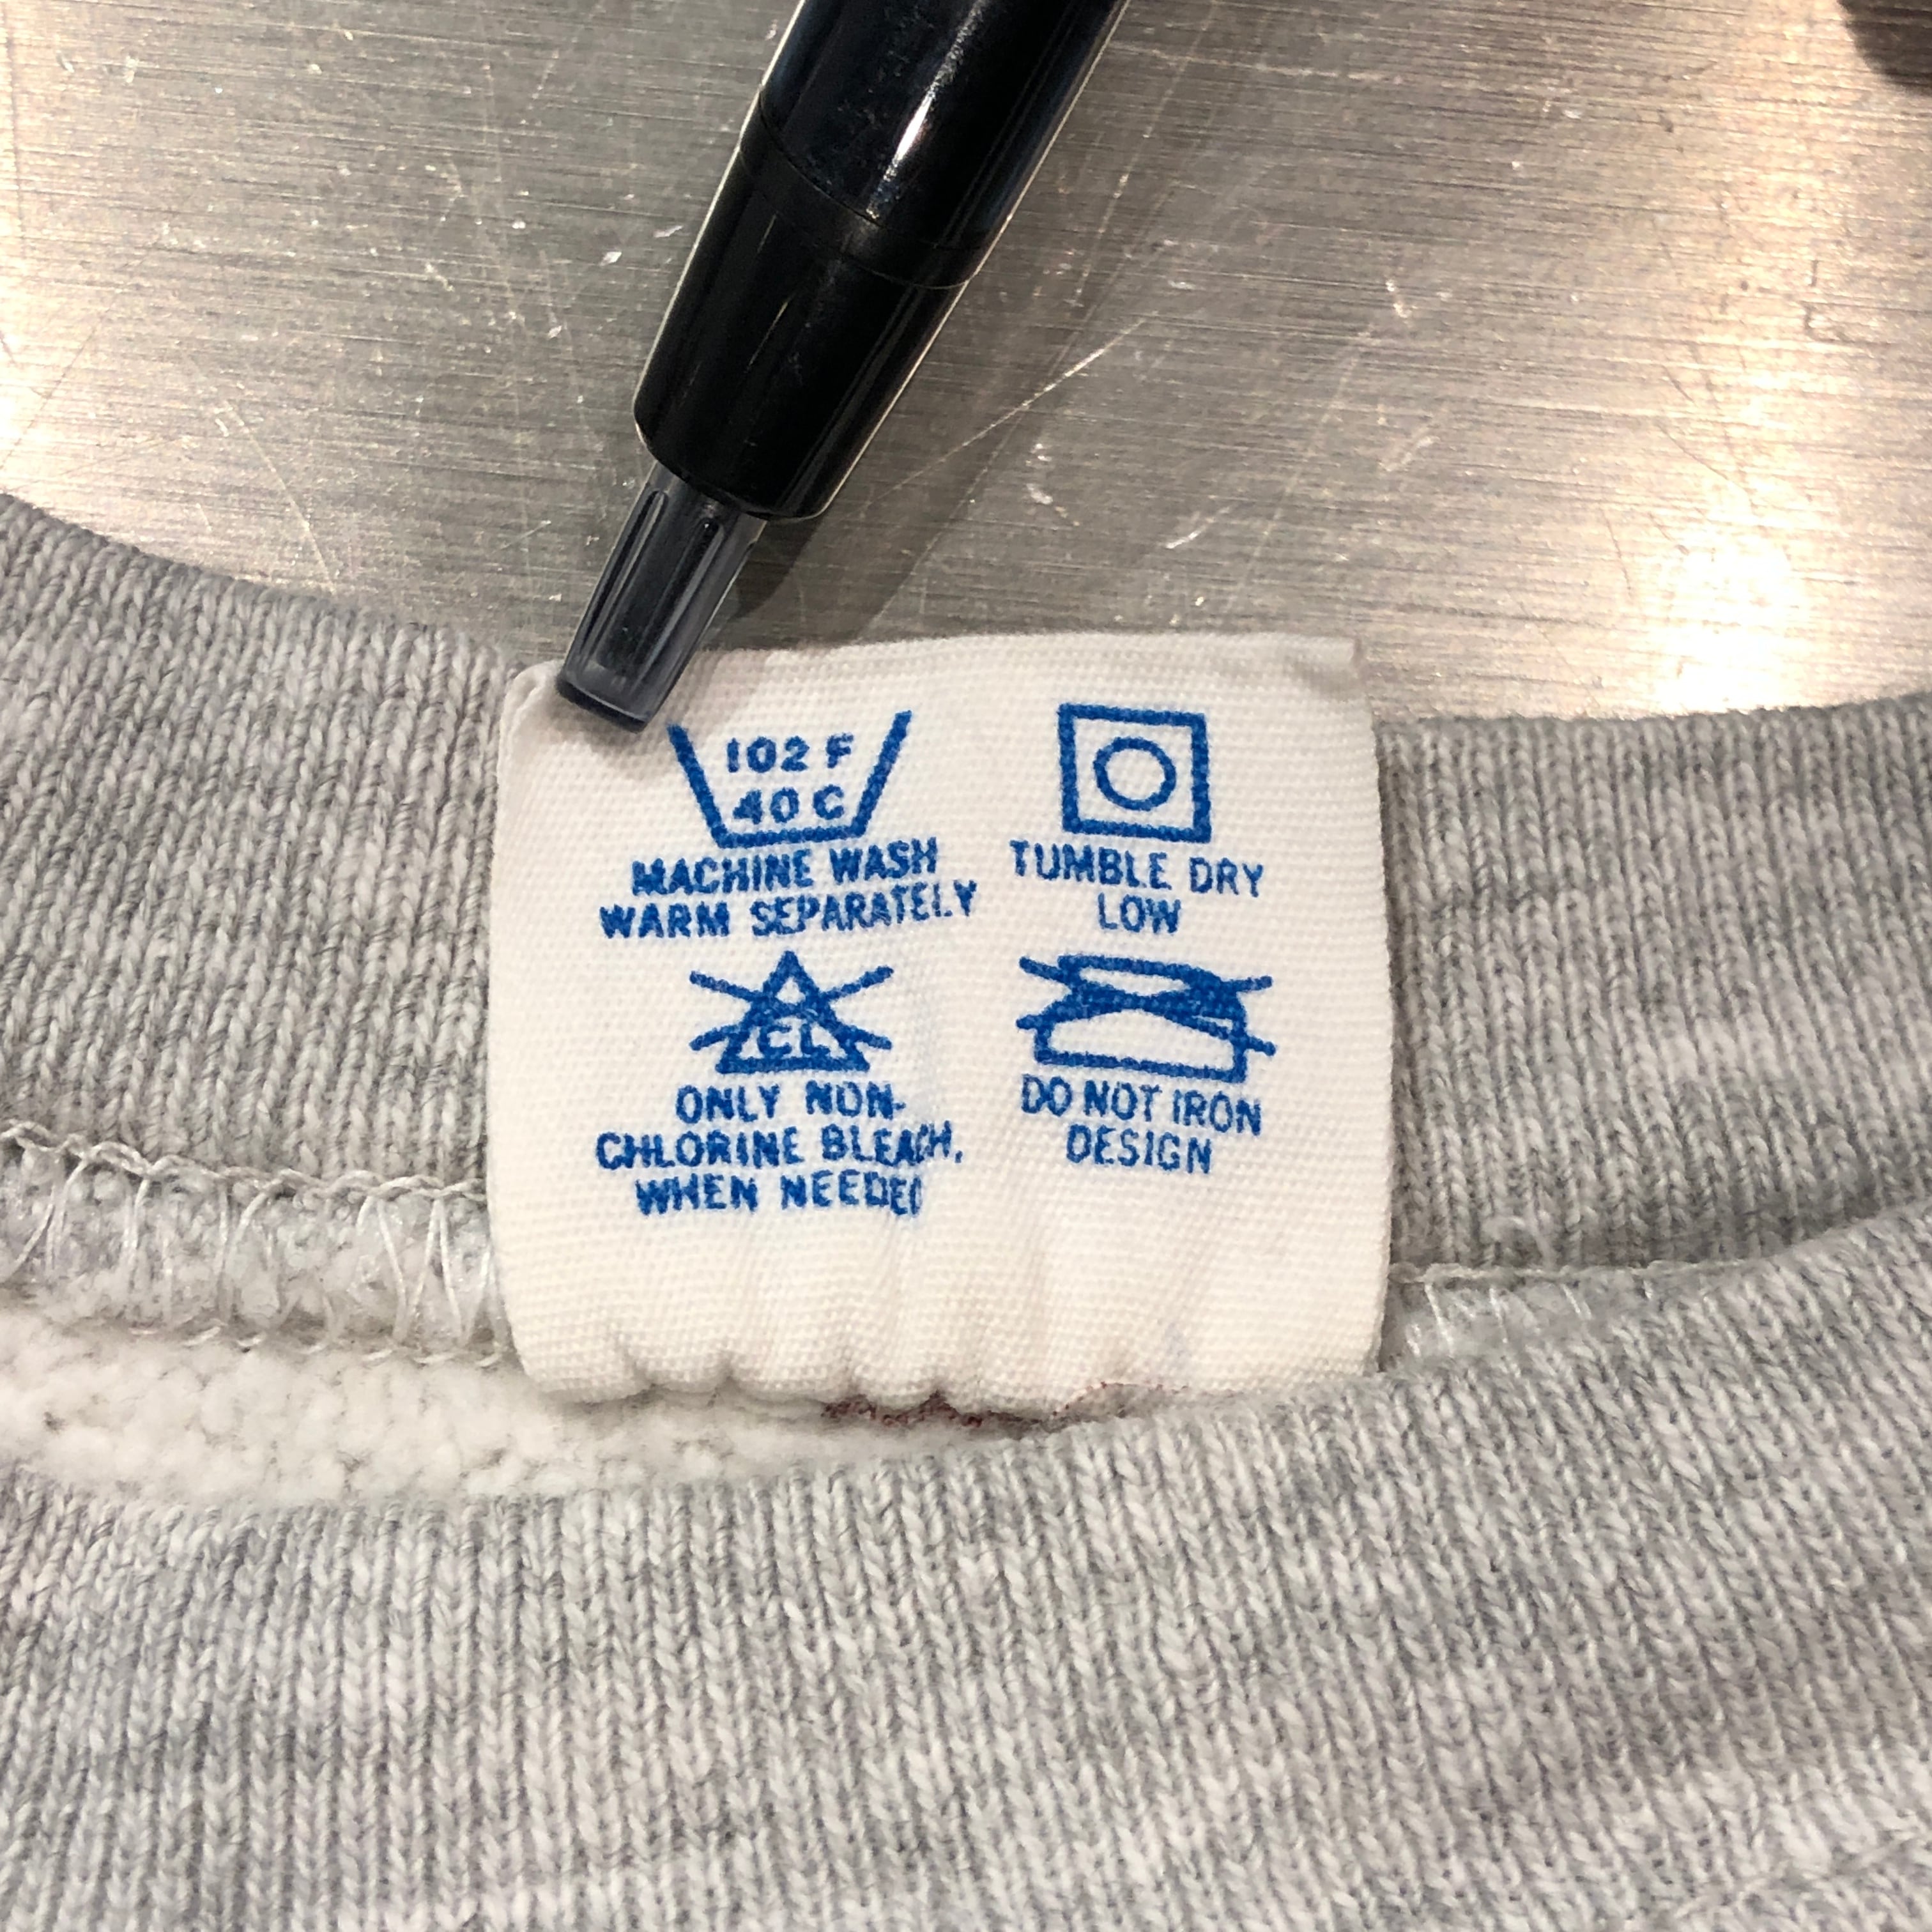 102 F
40 C
MACHINE WASH
WARM SEPARATELY
TUMBLE DRY
LOW
CL
ONLY NON-
CHLORINE BLEACH,
WHEN NEEDED
DO NOT IRON
DESIGN